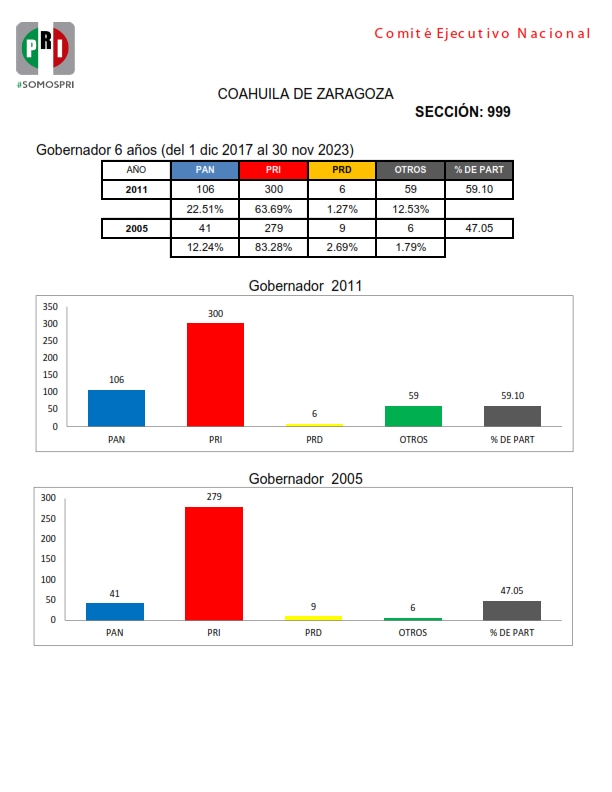 PRI
#SOMOSPRI
Comité Ejecutivo Nacional
COAHUILA DE ZARAGOZA
SECCIÓN: 999
Gobernador 6 años (del 1 dic 2017 al 30 nov 2023)
AÑO PAN PRI PRD OTROS % DE PART
2011 106 300 6 59 59.10
22.51% 63.69% 1.27% 12.53%
2005 41 279 9 6 47.05
12.24% 83.28% 2.69% 1.79%
Gobernador 2011
350
300
250
200
150
100
50
0
106 300 6 59 59.10
PAN PRI PRD OTROS % DE PART
Gobernador 2005
300
250
200
150
100
50
0
41 279 9 6 47.05
PAN PRI PRD OTROS % DE PART